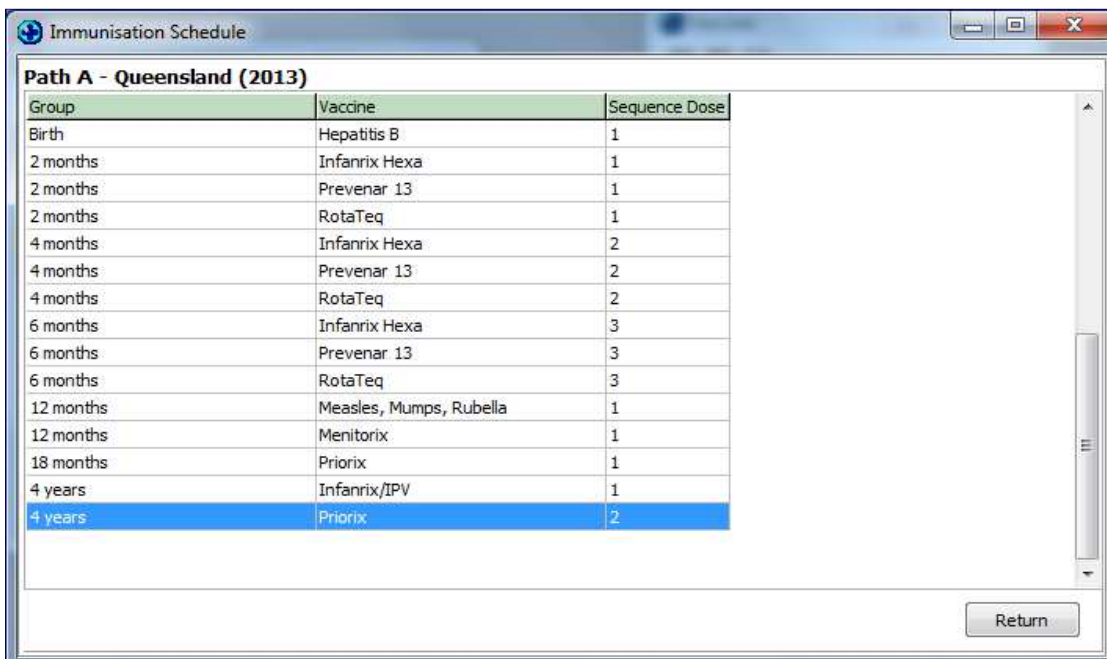 Immunisation Schedule
Path A - Queensland (2013)
Group Vaccine Sequence Dose
Birth Hepatitis B 1
2 months Infanrix Hexa 1
2 months Prevenar 13 1
2 months RotaTeq 1
4 months Infanrix Hexa 2
4 months Prevenar 13 2
4 months RotaTeq 2
6 months Infanrix Hexa 3
6 months Prevenar 13 3
6 months RotaTeq 3
12 months Measles, Mumps, Rubella 1
12 months Menitorix 1
18 months Priorix 1
4 years Infanrix/IPV 1
4 years Priorix 2
Return